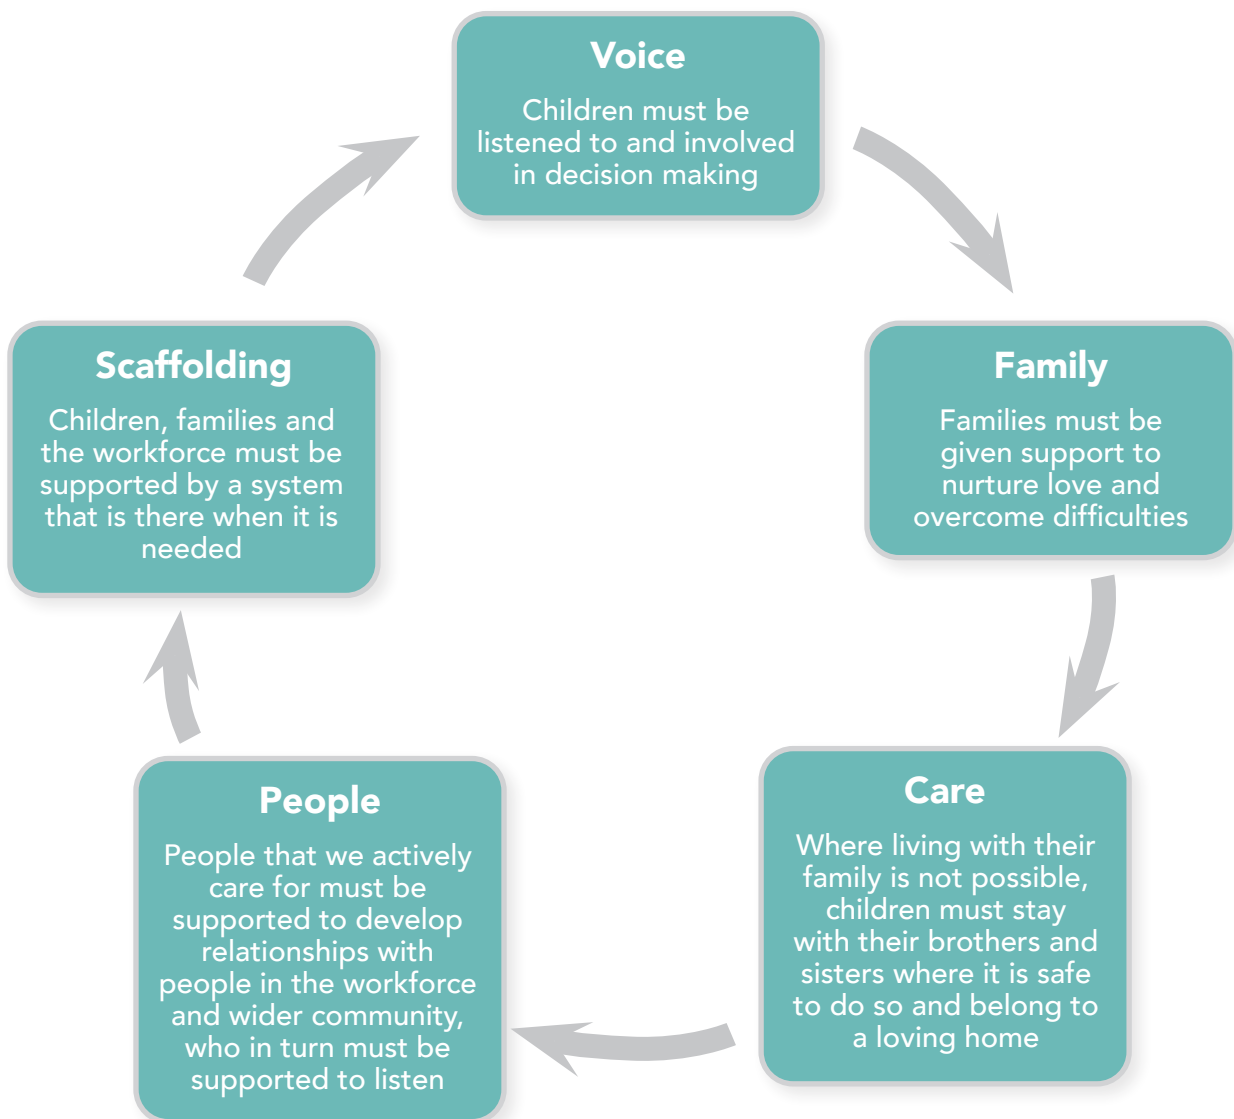 Voice
Children must be
listened to and involved
in decision making
Family
Families must be
given support to
nurture love and
overcome difficulties
Care
Where living with their
family is not possible,
children must stay
with their brothers and
sisters where it is safe
to do so and belong to
a loving home
People
People that we actively
care for must be
supported to develop
relationships with
people in the workforce
and wider community,
who in turn must be
supported to listen
Scaffolding
Children, families and
the workforce must be
supported by a system
that is there when it is
needed